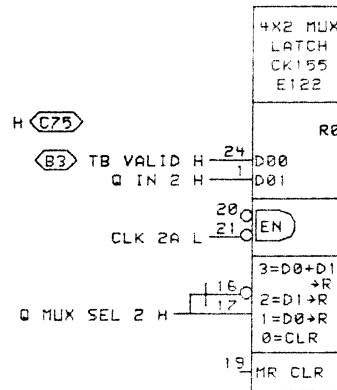 4X2 MUX
LATCH
CK155
E122
H C75
R0
B3 TB VALID H 24 D00
Q IN 2 H 1 D01
20
CLK 2A L 21 EN
3=D0+D1
→R
16
2=D1→R
Q MUX SEL 2 H 17
1=D0→R
0=CLR
19 MR CLR